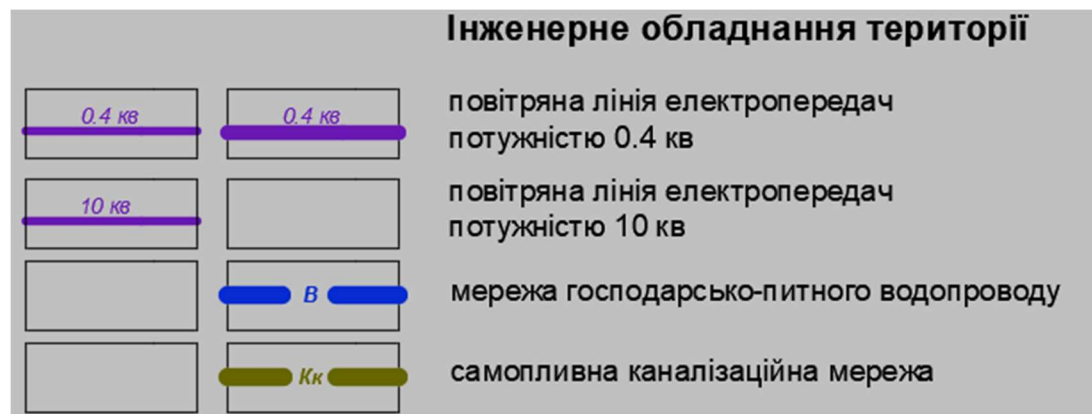 Інженерне обладнання території
0.4 кв
0.4 кв
повітряна лінія електропередач
потужністю 0.4 кв
10 кв
повітряна лінія електропередач
потужністю 10 кв
В
мережа господарсько-питного водопроводу
Кк
самопливна каналізаційна мережа